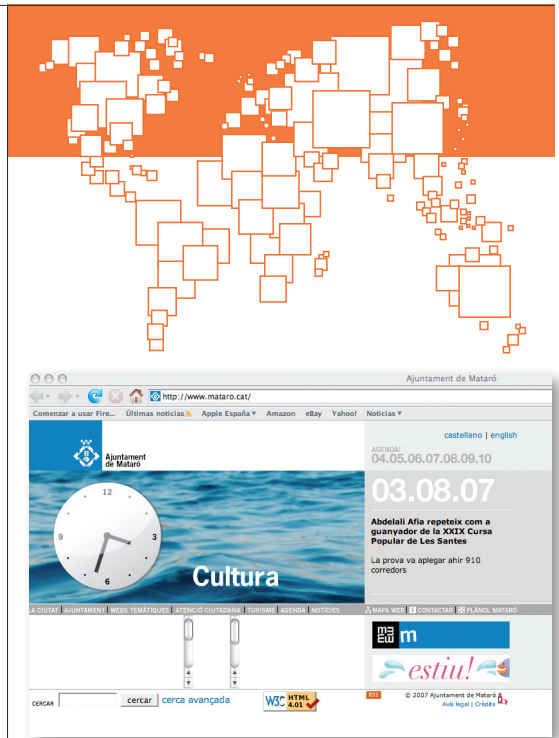 Ajuntament de Mataró
http://www.mataro.cat/
Comenzar a usar Fire... Últimas noticias Apple España Amazon eBay Yahoo! Noticias
castellano | english
Ajuntament
de Mataró
AGENDA/
04.05.06.07.08.09.10
03.08.07
12
9
3
6
Cultura
Abdelali Afia repeteix com a
guanyador de la XXIX Cursa
Popular de Les Santes
La prova va aplegar ahir 910
corredors
LA CIUTAT | AJUNTAMENT | WEBS TEMÀTIQUES | ATENCIÓ CIUTADANA | TURISME | AGENDA | NOTÍCIES
MAPA WEB | CONTACTAR | PLÀNOL MATARÓ
m
estiu!
CERCAR cercar cerca avançada
W3C HTML 4.01
RSS © 2007 Ajuntament de Mataró
Avís legal | Crèdits